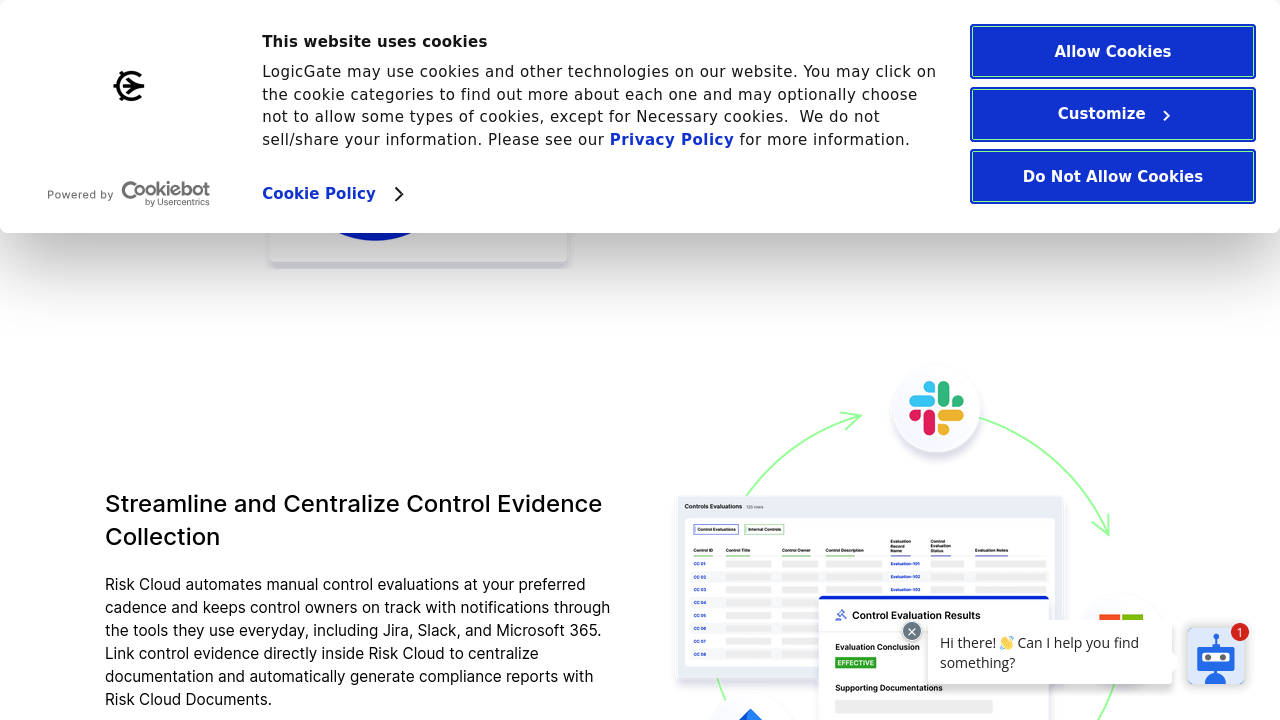 This website uses cookies
LogicGate may use cookies and other technologies on our website. You may click on
the cookie categories to find out more about each one and may optionally choose
not to allow some types of cookies, except for Necessary cookies.  We do not
sell/share your information. Please see our Privacy Policy for more information.
Powered by Cookiebot
by Usercentrics
Cookie Policy
Allow Cookies
Customize
Do Not Allow Cookies
Streamline and Centralize Control Evidence
Collection
Risk Cloud automates manual control evaluations at your preferred
cadence and keeps control owners on track with notifications through
the tools they use everyday, including Jira, Slack, and Microsoft 365.
Link control evidence directly inside Risk Cloud to centralize
documentation and automatically generate compliance reports with
Risk Cloud Documents.
Controls Evaluations 125 rows
Control Evaluations Internal Controls
Control ID
Control Title
Control Owner
Control Description
Evaluation
Record
Name
Control
Evaluation
Status
Evaluation Notes
CC 01 Evaluation-101
CC 02 Evaluation-102
CC 03 Evaluation-103
CC 04
CC 05
CC 06
CC 07
CC 08
Control Evaluation Results
Evaluation Conclusion
EFFECTIVE
Supporting Documentations
Hi there! 👋 Can I help you find
something?
1